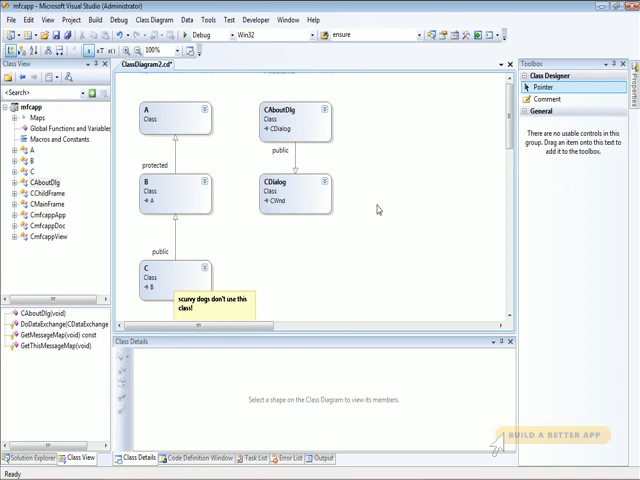 mfcapp - Microsoft Visual Studio (Administrator)
File Edit View Project Build Debug Class Diagram Data Tools Test Developer Window Help
Debug Win32 ensure
100%
Class View
ClassDiagram2.cd*
Toolbox
<Search>
Class Designer
Pointer
Comment
General
There are no usable controls in this
group. Drag an item onto this text to
add it to the toolbox.
Properties
mfcapp
Maps
Global Functions and Variables
Macros and Constants
A
B
C
CAboutDlg
CChildFrame
CMainFrame
CmfcappApp
CmfcappDoc
CmfcappView
A
Class
CAboutDlg
Class
CDialog
protected
public
B
Class
A
CDialog
Class
CWnd
public
C
Class
B
scurvy dogs don't use this
class!
CAboutDlg(void)
DoDataExchange(CDataExchange
GetMessageMap(void) const
GetThisMessageMap(void)
Class Details
Select a shape on the Class Diagram to view its members.
BUILD A BETTER APP
Solution Explorer Class View
Class Details Code Definition Window Task List Error List Output
Ready